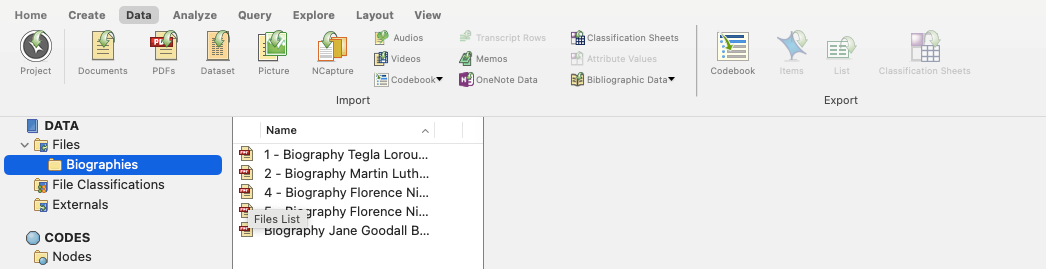 Home Create Data Analyze Query Explore Layout View
Project Documents PDFs Dataset Picture NCapture
Audios Transcript Rows Classification Sheets
Videos Memos Attribute Values
Codebook OneNote Data Bibliographic Data
Import
Codebook Items List Classification Sheets
Export
DATA
Files
Biographies
File Classifications
Externals
CODES
Nodes
Name
1 - Biography Tegla Lorou...
2 - Biography Martin Luth...
4 - Biography Florence Ni...
5 - Biography Florence Ni...
Files List
Biography Jane Goodall B...